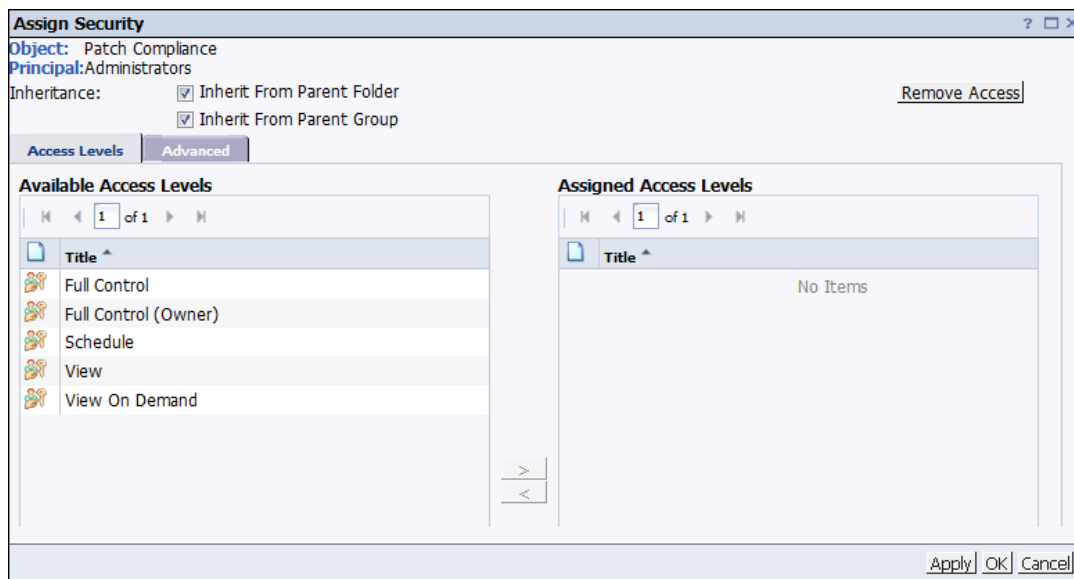 Assign Security ?
Object: Patch Compliance
Principal:Administrators
Inheritance: Inherit From Parent Folder Remove Access
Inherit From Parent Group
Access Levels Advanced
Available Access Levels Assigned Access Levels
1 of 1 1 of 1
Title Title
Full Control No Items
Full Control (Owner)
Schedule
View
View On Demand
>
<
Apply OK Cancel